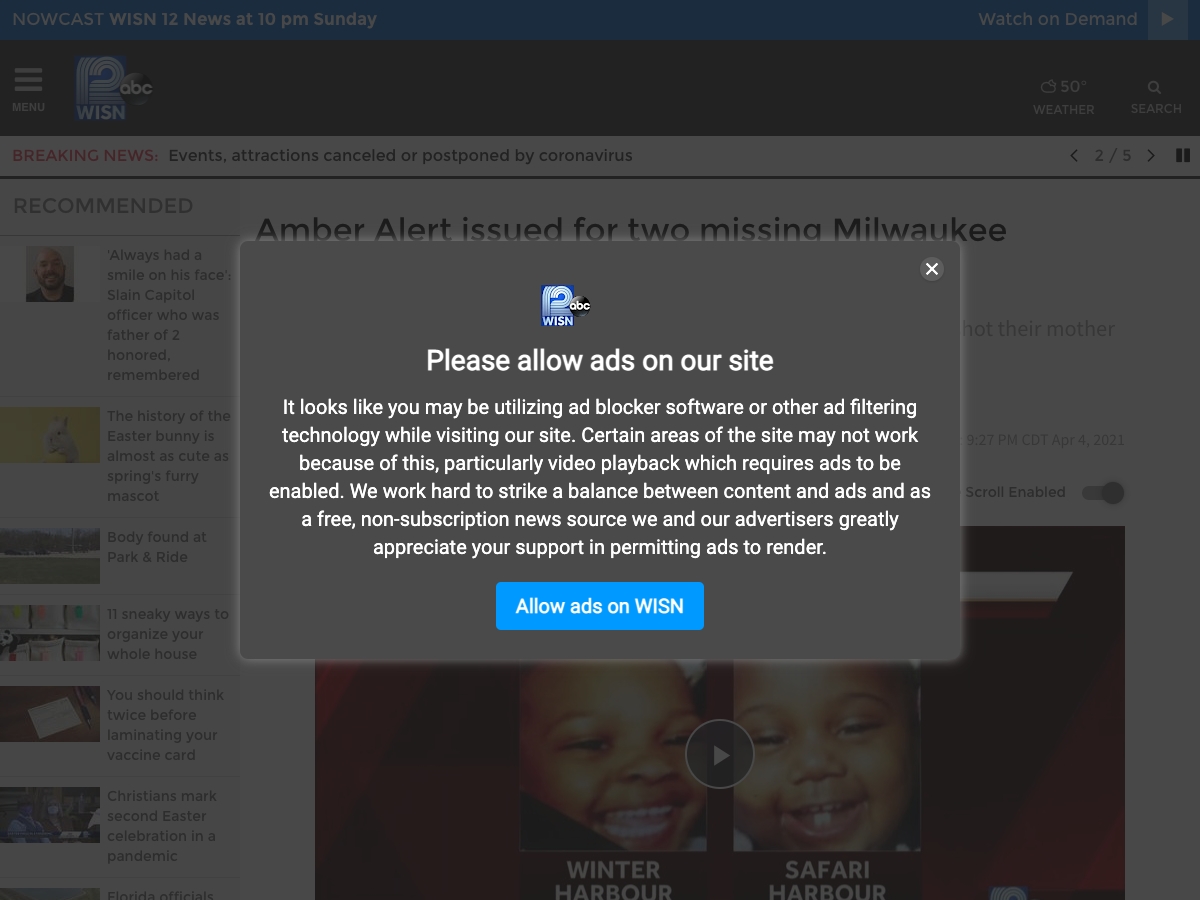 NOWCAST WISN 12 News at 10 pm Sunday
Watch on Demand
MENU
12 abc
WISN
50°
WEATHER
SEARCH
BREAKING NEWS: Events, attractions canceled or postponed by coronavirus
2 / 5
RECOMMENDED
'Always had a
smile on his face':
Slain Capitol
officer who was
father of 2
honored,
remembered
The history of the
Easter bunny is
almost as cute as
spring's furry
mascot
Body found at
Park & Ride
11 sneaky ways to
organize your
whole house
You should think
twice before
laminating your
vaccine card
Christians mark
second Easter
celebration in a
pandemic
Florida officials
Amber Alert issued for two missing Milwaukee
hot their mother
9:27 PM CDT Apr 4, 2021
Scroll Enabled
12 abc
WISN
Please allow ads on our site
It looks like you may be utilizing ad blocker software or other ad filtering
technology while visiting our site. Certain areas of the site may not work
because of this, particularly video playback which requires ads to be
enabled. We work hard to strike a balance between content and ads and as
a free, non-subscription news source we and our advertisers greatly
appreciate your support in permitting ads to render.
Allow ads on WISN
WINTER
HARBOUR
SAFARI
HARBOUR